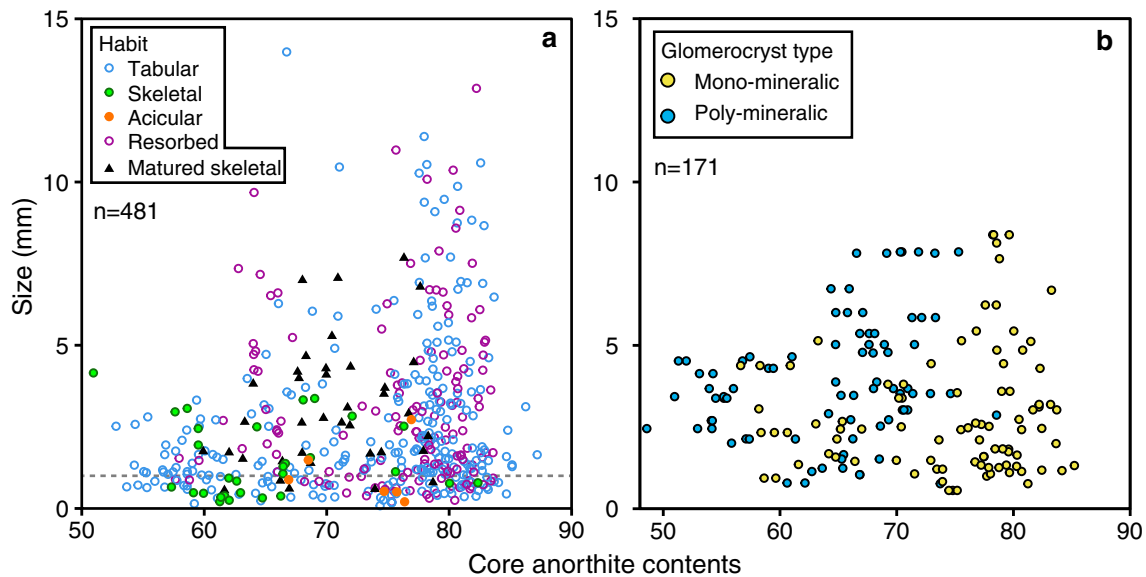 15
10
5
0
Size (mm)
Habit
Tabular
Skeletal
Acicular
Resorbed
Matured skeletal
n=481
a
50 60 70 80 90
15
10
5
0
Glomerocryst type
Mono-mineralic
Poly-mineralic
n=171
b
50 60 70 80 90
Core anorthite contents